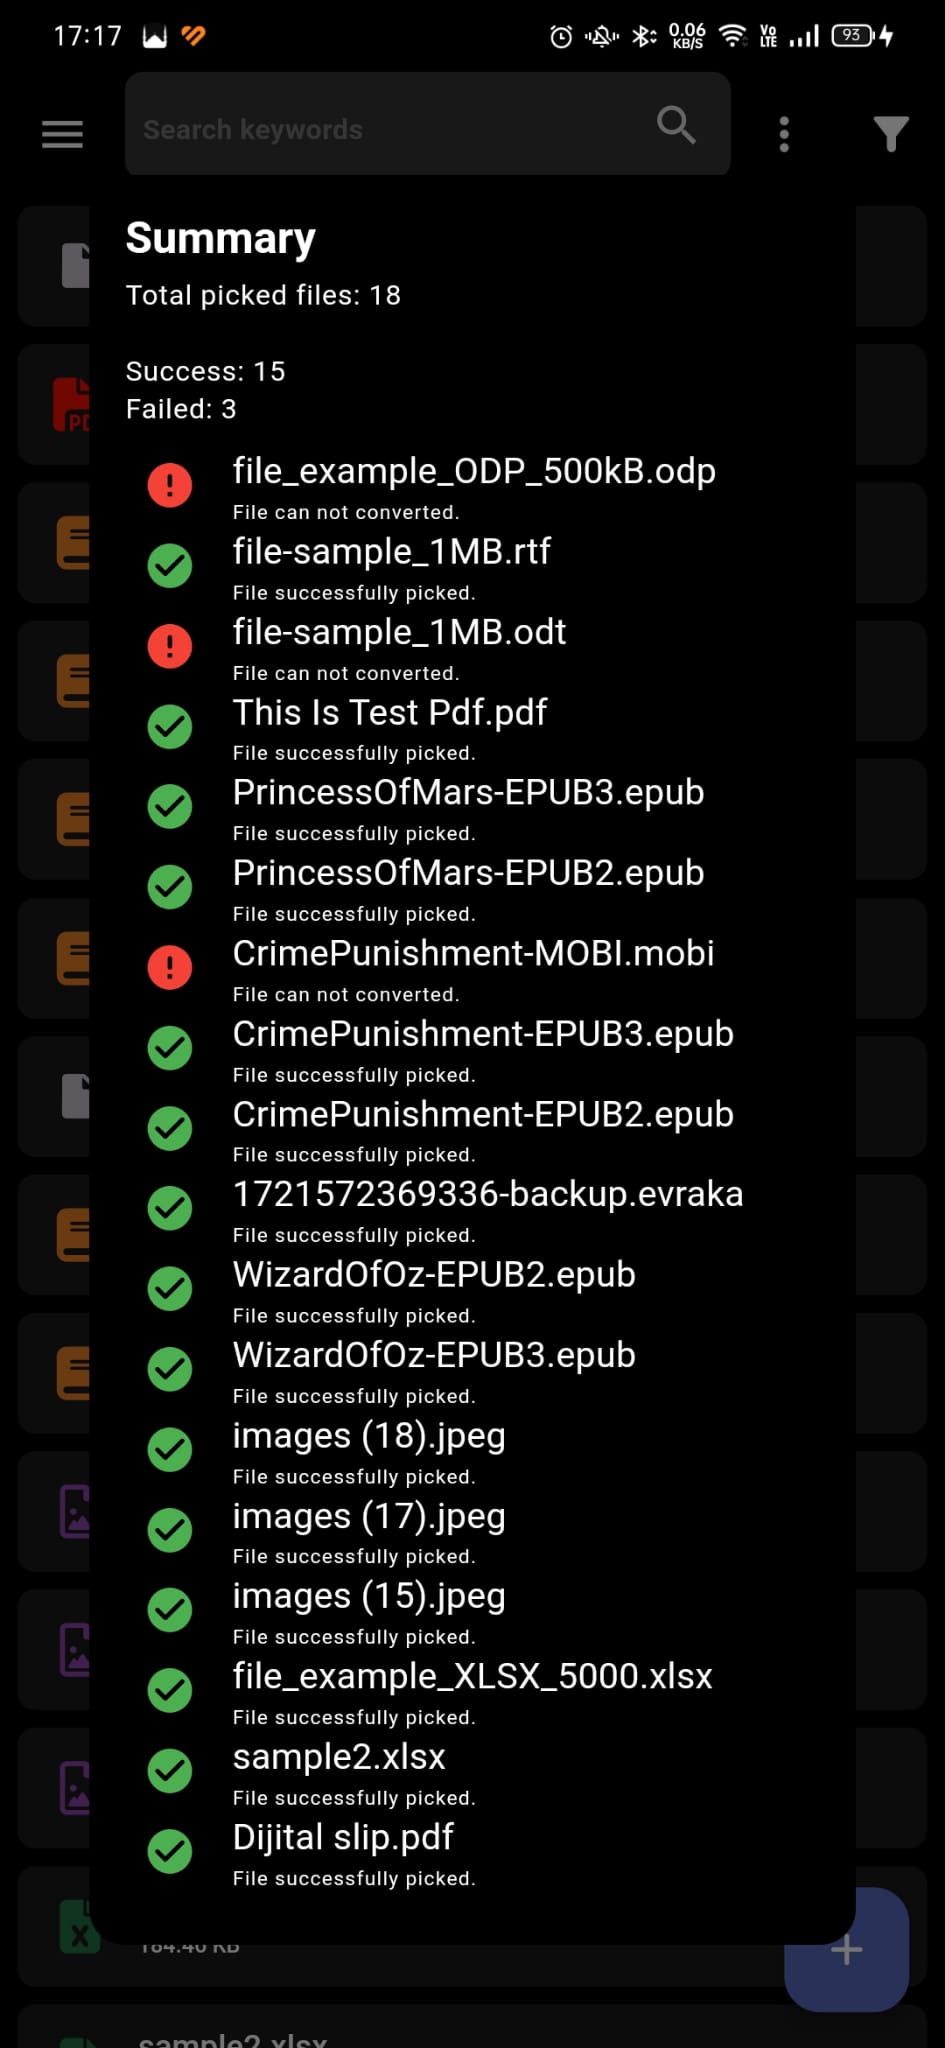 17:17
0.06
KB/S
Vo
LTE
93
Search keywords
Summary
Total picked files: 18
Success: 15
Failed: 3
file_example_ODP_500kB.odp
File can not converted.
file-sample_1MB.rtf
File successfully picked.
file-sample_1MB.odt
File can not converted.
This Is Test Pdf.pdf
File successfully picked.
PrincessOfMars-EPUB3.epub
File successfully picked.
PrincessOfMars-EPUB2.epub
File successfully picked.
CrimePunishment-MOBI.mobi
File can not converted.
CrimePunishment-EPUB3.epub
File successfully picked.
CrimePunishment-EPUB2.epub
File successfully picked.
1721572369336-backup.evraka
File successfully picked.
WizardOfOz-EPUB2.epub
File successfully picked.
WizardOfOz-EPUB3.epub
File successfully picked.
images (18).jpeg
File successfully picked.
images (17).jpeg
File successfully picked.
images (15).jpeg
File successfully picked.
file_example_XLSX_5000.xlsx
File successfully picked.
sample2.xlsx
File successfully picked.
Dijital slip.pdf
File successfully picked.
KB
sample2.xlsx